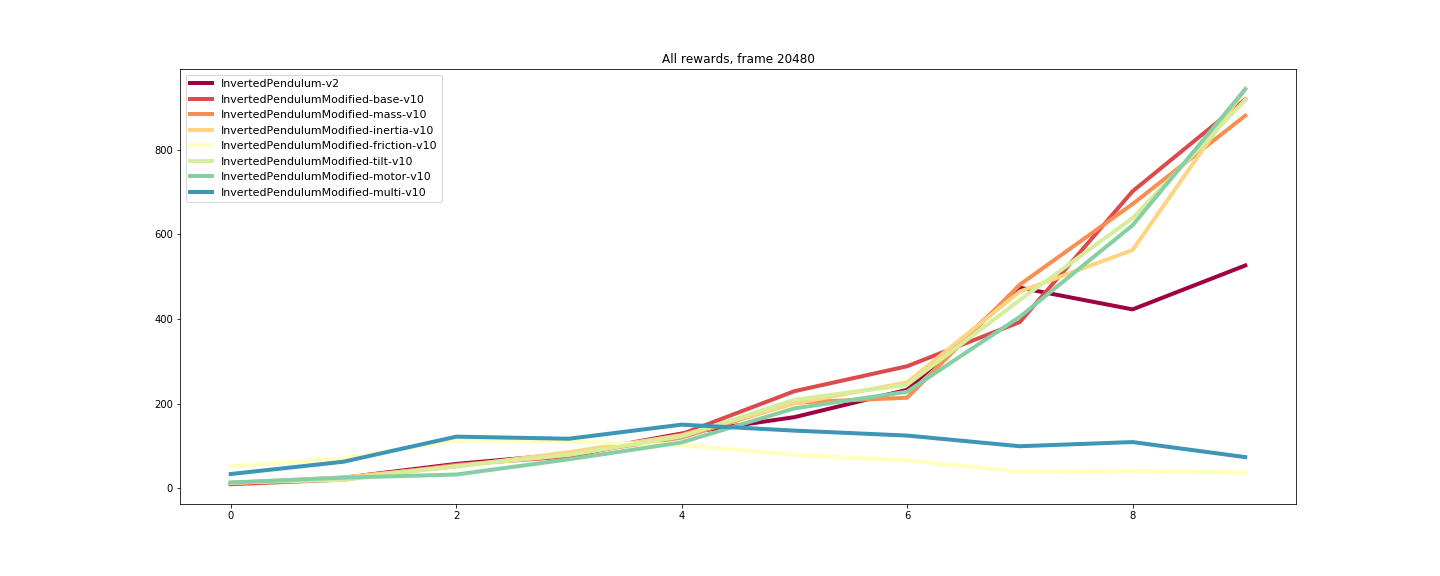 All rewards, frame 20480
InvertedPendulum-v2
InvertedPendulumModified-base-v10
InvertedPendulumModified-mass-v10
InvertedPendulumModified-inertia-v10
InvertedPendulumModified-friction-v10
InvertedPendulumModified-tilt-v10
InvertedPendulumModified-motor-v10
InvertedPendulumModified-multi-v10
800
600
400
200
0
0 2 4 6 8